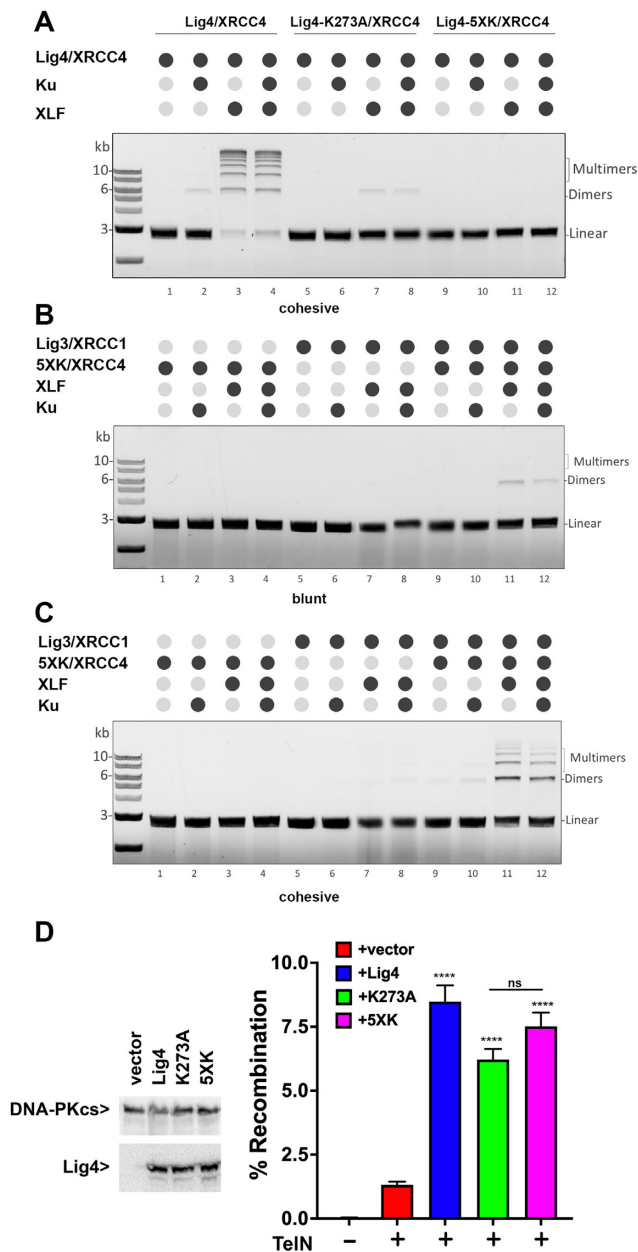 A
Lig4/XRCC4 Lig4-K273A/XRCC4 Lig4-5XK/XRCC4
Lig4/XRCC4
Ku
XLF
kb
10
6
3
Multimers
Dimers
Linear
1 2 3 4 5 6 7 8 9 10 11 12
cohesive
B
Lig3/XRCC1
5XK/XRCC4
XLF
Ku
kb
10
6
3
Multimers
Dimers
Linear
1 2 3 4 5 6 7 8 9 10 11 12
blunt
C
Lig3/XRCC1
5XK/XRCC4
XLF
Ku
kb
10
6
3
Multimers
Dimers
Linear
1 2 3 4 5 6 7 8 9 10 11 12
cohesive
D
vector Lig4 K273A 5XK
DNA-PKcs>
Lig4>
+vector
+Lig4
+K273A
+5XK
% Recombination
10.0
7.5
5.0
2.5
0.0
****
****
ns
****
TelN − + + + +